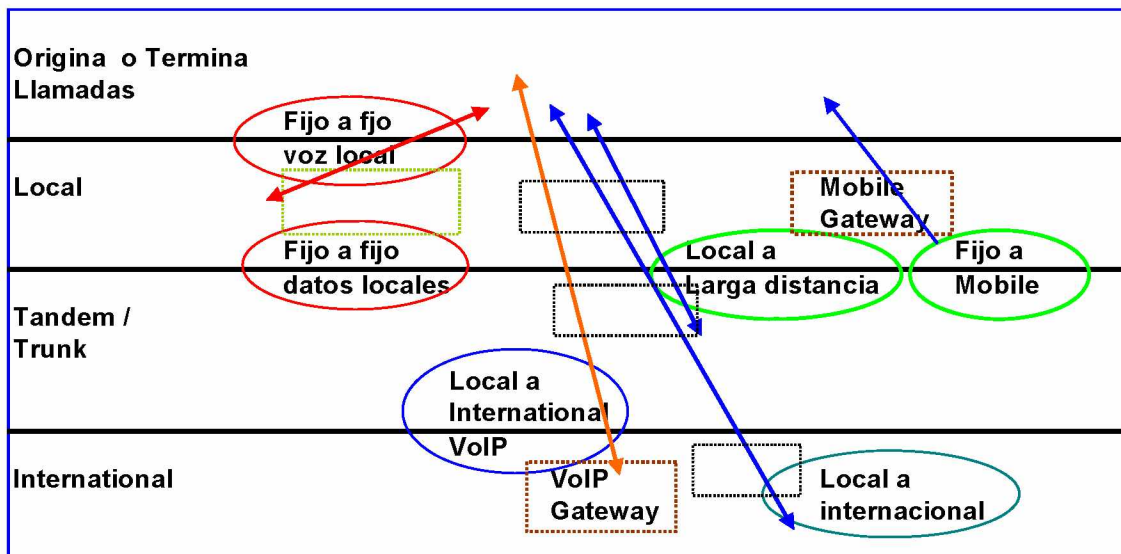 Origina o Termina
Llamadas
Fijo a fjo
voz local
Local
Mobile
Gateway
Fijo a fijo
datos locales
Local a
Larga distancia
Fijo a
Mobile
Tandem /
Trunk
Local a
International
VoIP
International
VoIP
Gateway
Local a
internacional